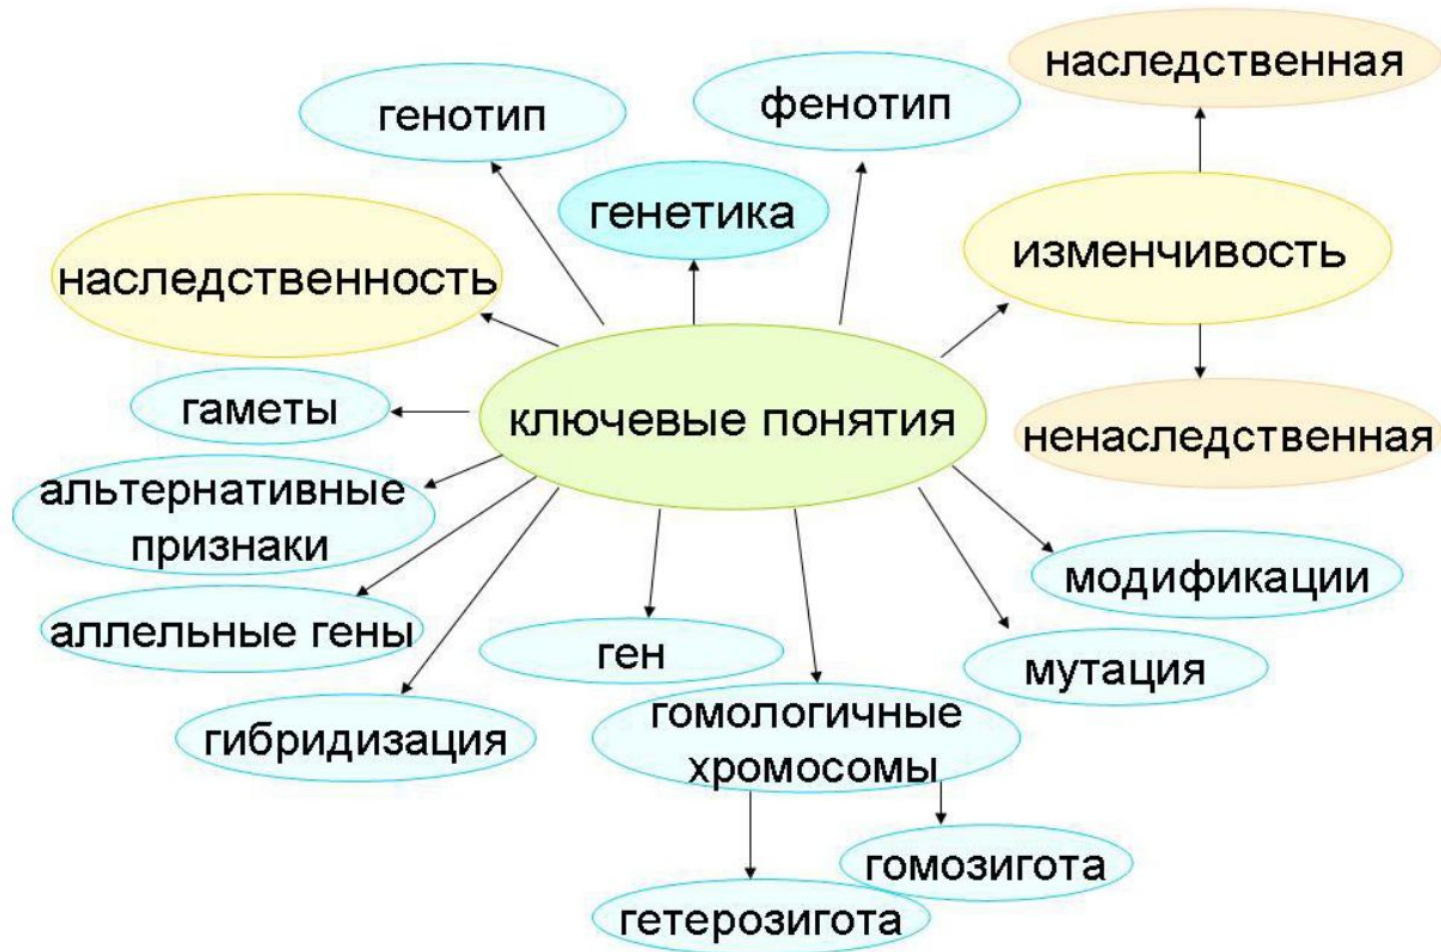 наследственная
генотип
фенотип
генетика
изменчивость
наследственность
гаметы
ключевые понятия
ненаследственная
альтернативные
признаки
модификации
аллельные гены
ген
мутация
гомологичные
хромосомы
гибридизация
гомозигота
гетерозигота